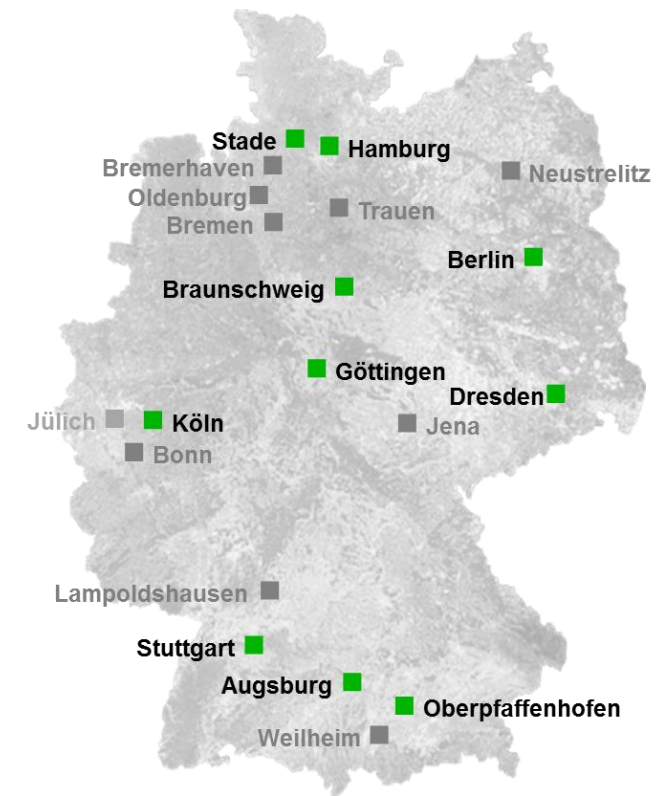 Stade
Hamburg
Bremerhaven
Neustrelitz
Oldenburg
Trauen
Bremen
Berlin
Braunschweig
Göttingen
Dresden
Jülich
Köln
Jena
Bonn
Lampoldshausen
Stuttgart
Augsburg
Oberpfaffenhofen
Weilheim